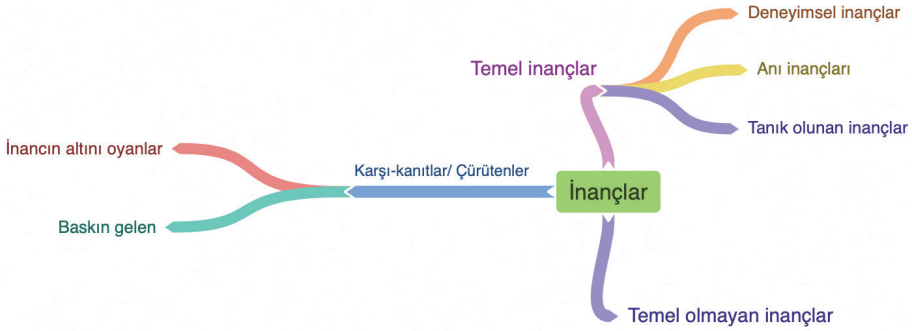 Deneyimsel inançlar
Temel inançlar
Anı inançları
Tanık olunan inançlar
İnancın altını oyanlar
Karşı-kanıtlar/ Çürütenler
İnançlar
Baskın gelen
Temel olmayan inançlar